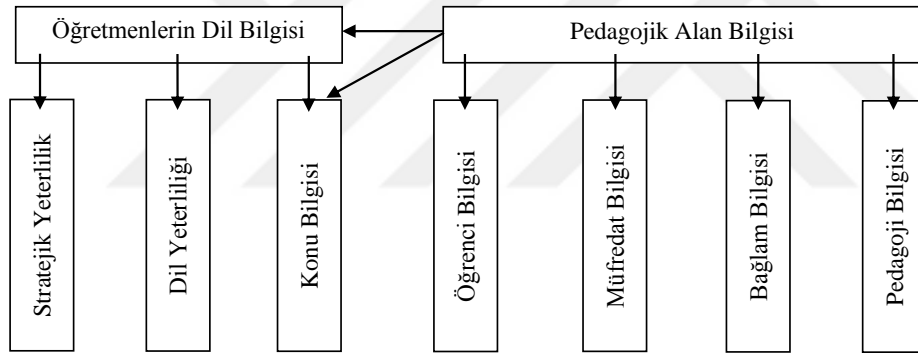 Öğretmenlerin Dil Bilgisi
Pedagojik Alan Bilgisi
Stratejik Yeterlilik
Dil Yeterliliği
Konu Bilgisi
Öğrenci Bilgisi
Müfredat Bilgisi
Bağlam Bilgisi
Pedagoji Bilgisi